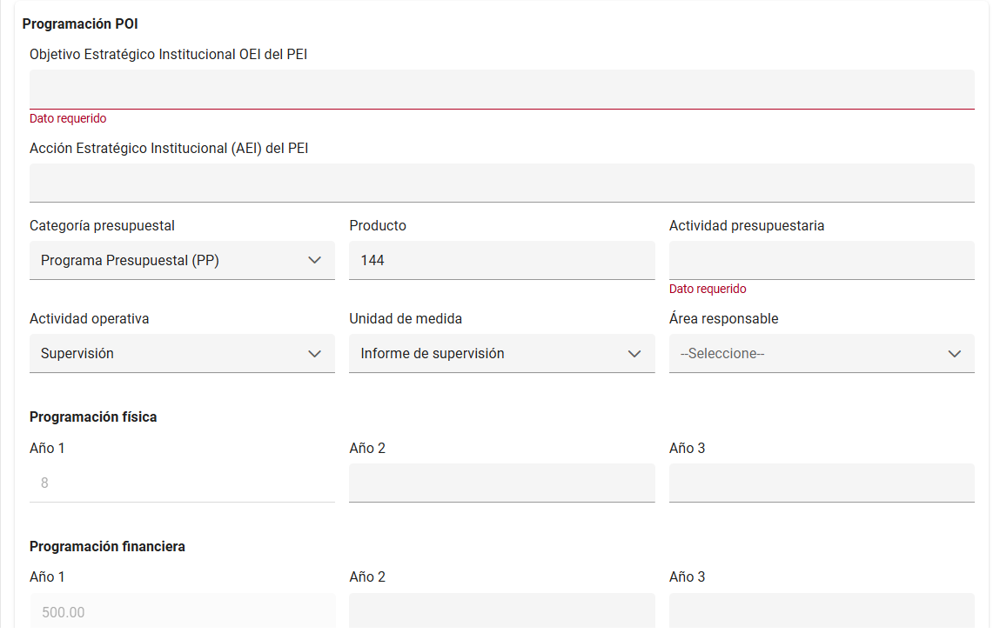 Programación POI
Objetivo Estratégico Institucional OEI del PEI
Dato requerido
Acción Estratégico Institucional (AEI) del PEI
Categoría presupuestal Producto Actividad presupuestaria
Programa Presupuestal (PP) 144
Dato requerido
Actividad operativa Unidad de medida Área responsable
Supervisión Informe de supervisión --Seleccione--
Programación física
Año 1 Año 2 Año 3
8
Programación financiera
Año 1 Año 2 Año 3
500.00